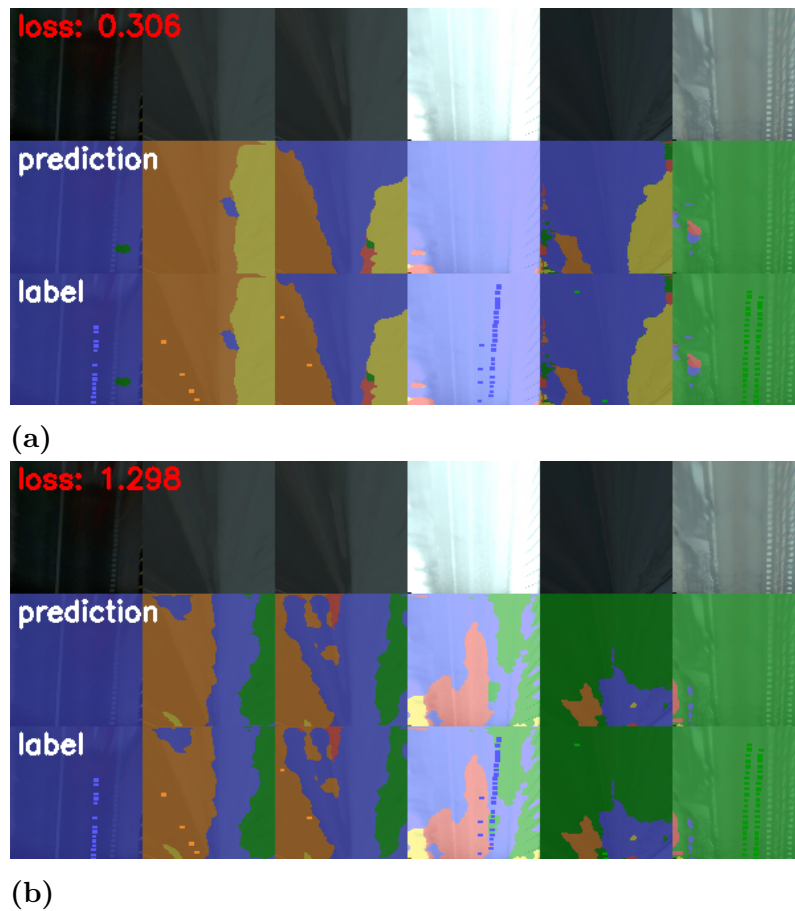 loss: 0.306
prediction
label
(a)
loss: 1.298
prediction
label
(b)